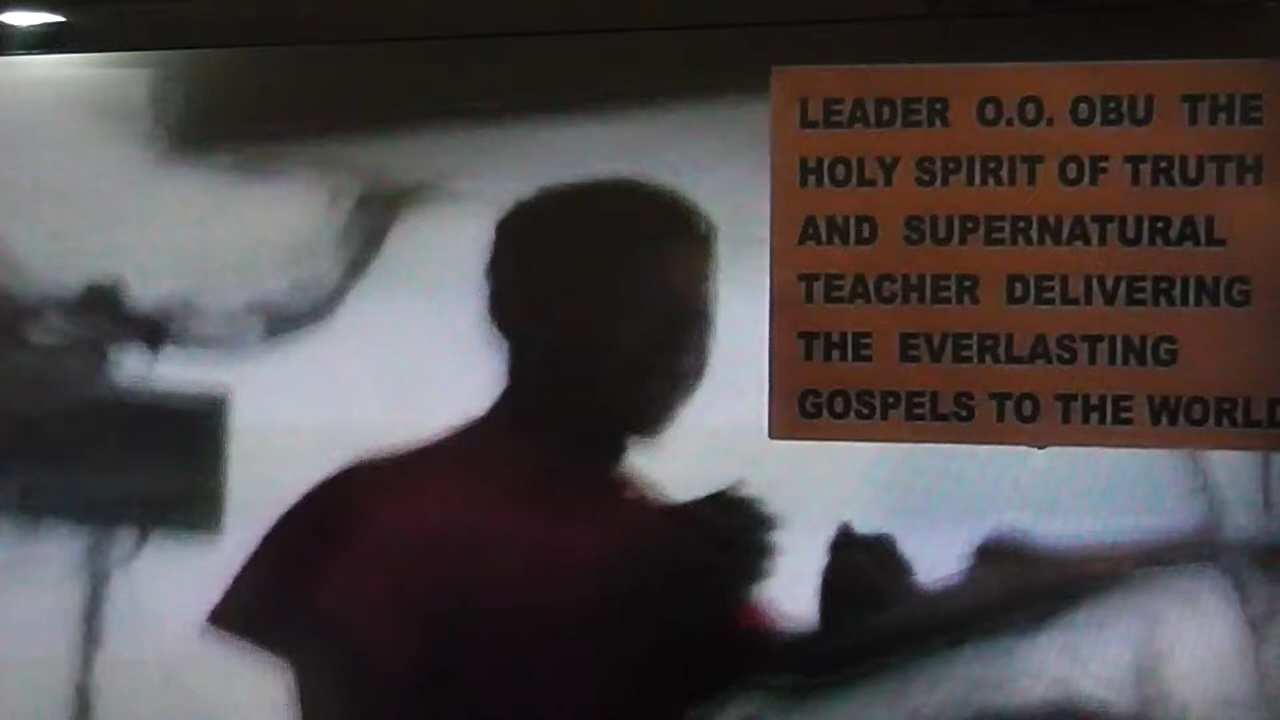 LEADER O.O. OBU THE
HOLY SPIRIT OF TRUTH
AND SUPERNATURAL
TEACHER DELIVERING
THE EVERLASTING
GOSPELS TO THE WORLD